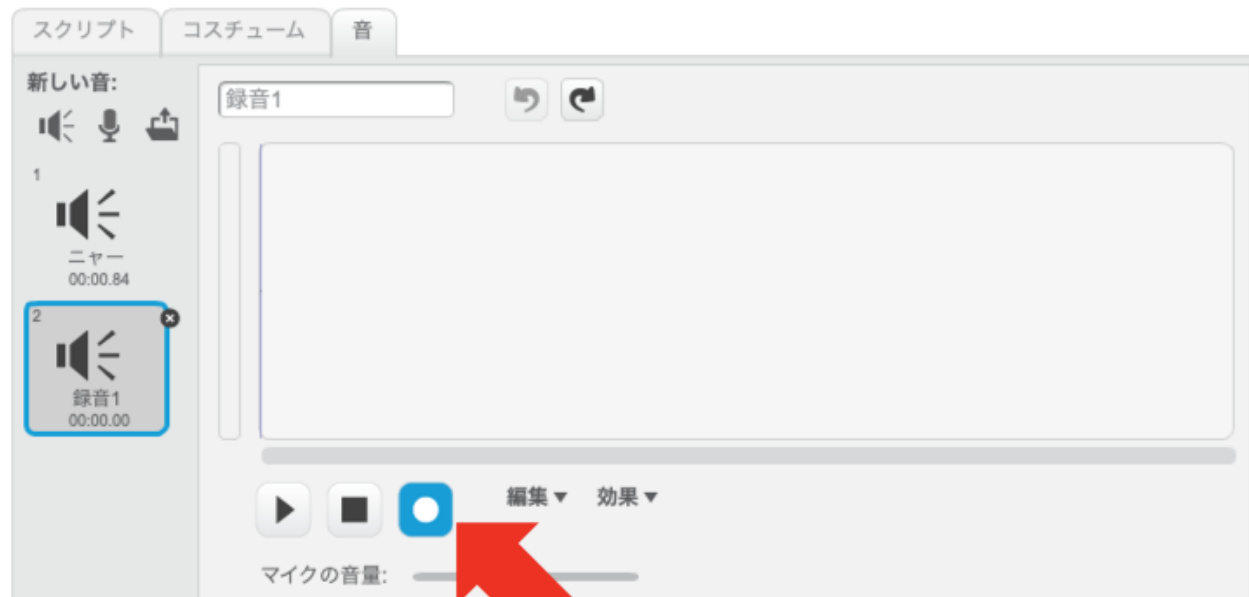 スクリプト コスチューム 音
新しい音:
録音1
1
ニャー
00:00.84
2
録音1
00:00.00
編集▼ 効果▼
マイクの音量: